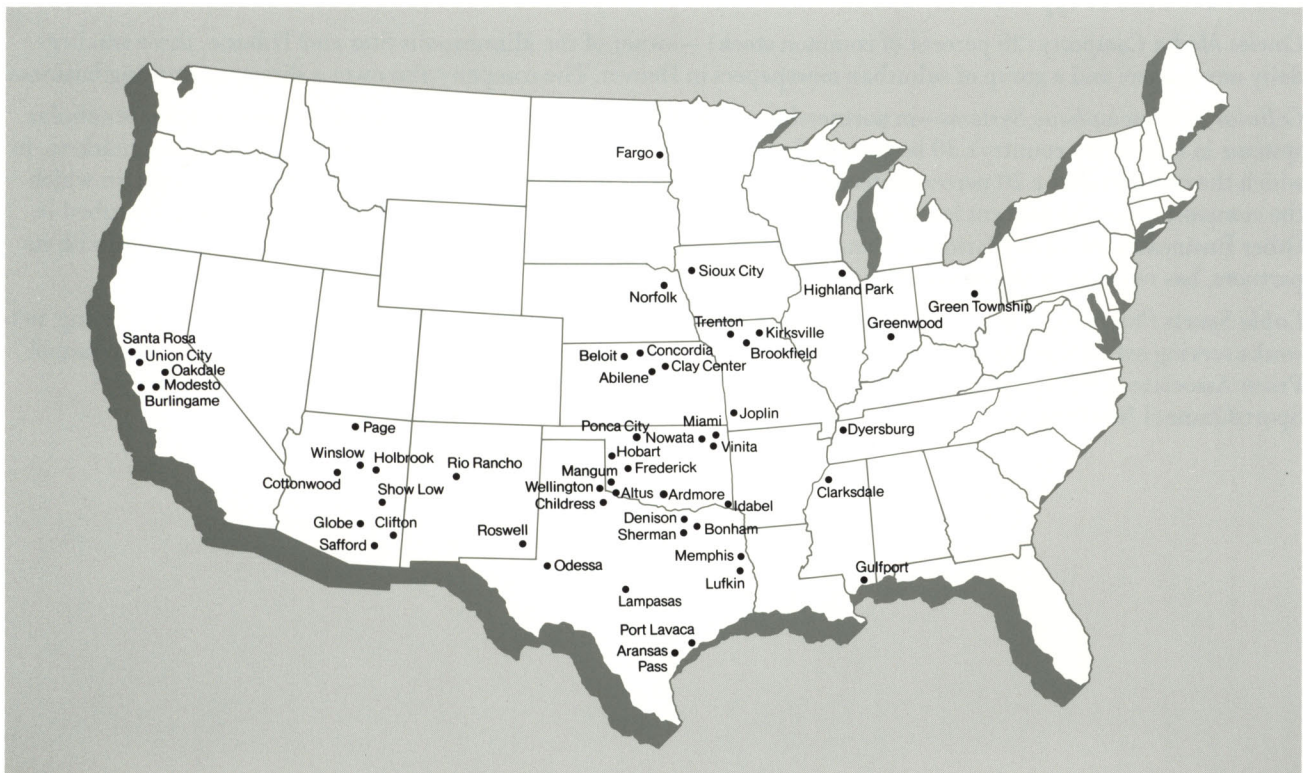 Fargo
Sioux City
Norfolk
Highland Park
Green Township
Greenwood
Trenton
Kirksville
Brookfield
Santa Rosa
Union City
Oakdale
Modesto
Burlingame
Beloit
Concordia
Clay Center
Abilene
Joplin
Page
Ponca City
Miami
Nowata
Vinita
Dyersburg
Winslow
Holbrook
Cottonwood
Rio Rancho
Hobart
Frederick
Mangum
Wellington
Altus
Ardmore
Childress
Idabel
Clarksdale
Show Low
Globe
Clifton
Safford
Roswell
Denison
Bonham
Sherman
Odessa
Memphis
Lufkin
Gulfport
Lampasas
Port Lavaca
Aransas
Pass